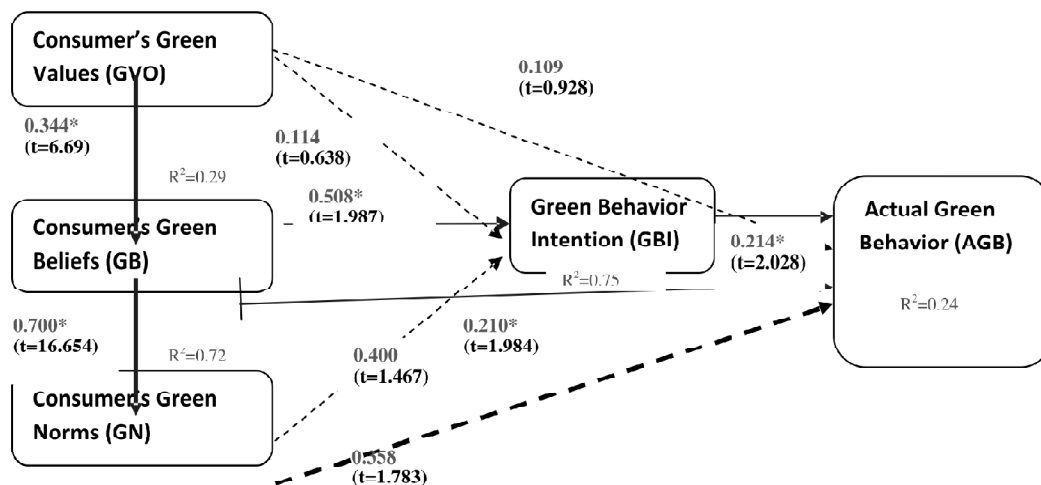 Consumer's Green
Values (GVO)
0.109
(t=0.928)
0.344*
(t=6.69)
0.114
(t=0.638)
R²=0.29
0.508*
(t=1.987)
Consumer's Green
Beliefs (GB)
Green Behavior
Intention (GBI)
Actual Green
Behavior (AGB)
0.214*
(t=2.028)
R²=0.75
R²=0.24
0.700*
(t=16.654)
R²=0.72
0.210*
(t=1.984)
0.400
(t=1.467)
Consumer's Green
Norms (GN)
0.558
(t=1.783)